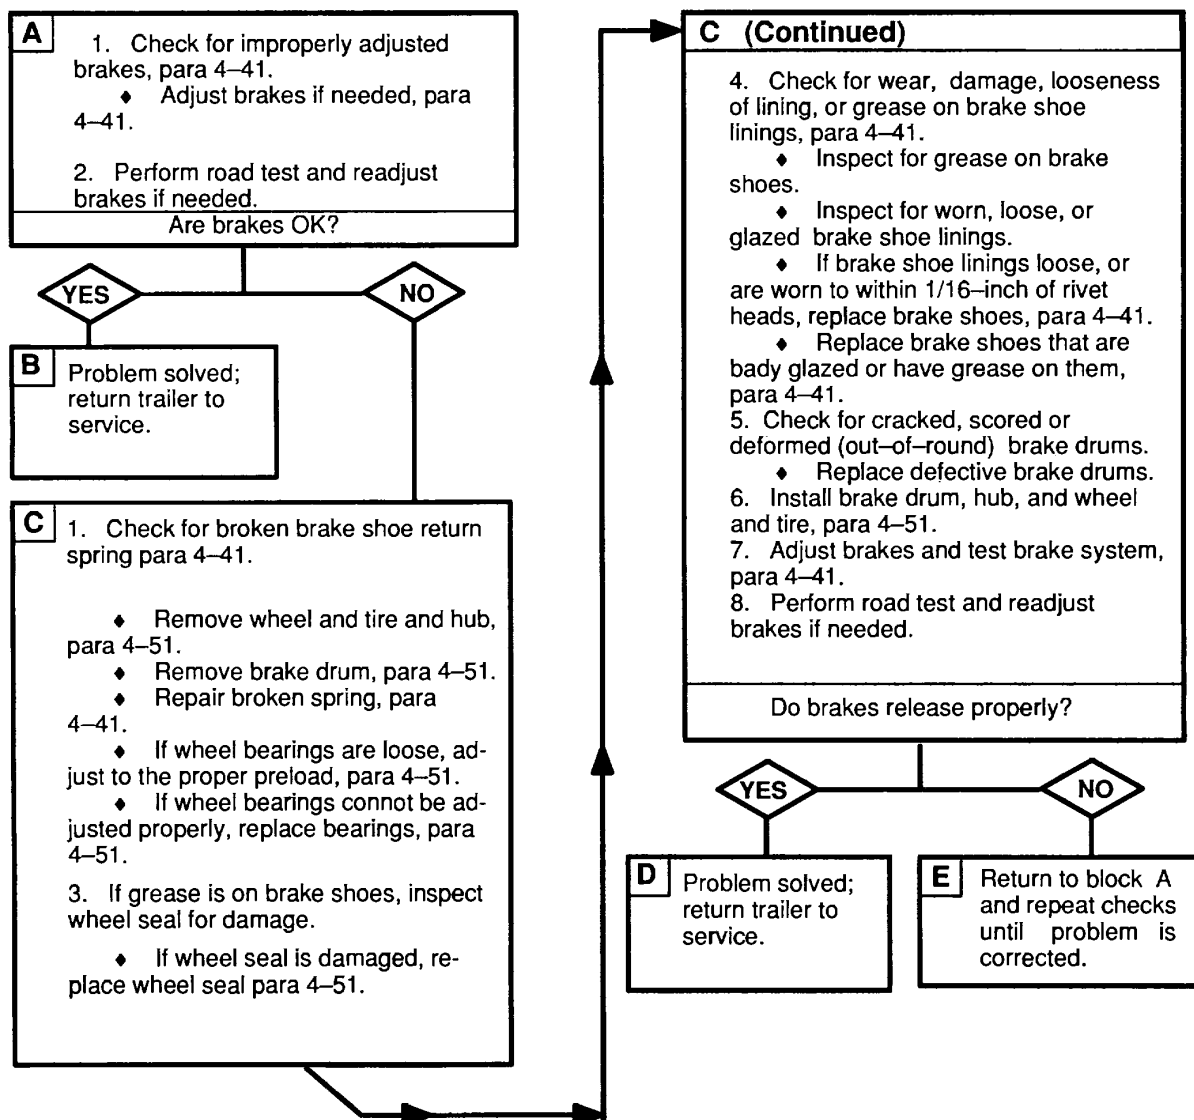 A
1. Check for improperly adjusted
brakes, para 4–41.
♦ Adjust brakes if needed, para
4–41.
2. Perform road test and readjust
brakes if needed.
Are brakes OK?
YES
NO
B
Problem solved;
return trailer to
service.
C
1. Check for broken brake shoe return
spring para 4–41.
♦ Remove wheel and tire and hub,
para 4–51.
♦ Remove brake drum, para 4–51.
♦ Repair broken spring, para
4–41.
♦ If wheel bearings are loose, ad-
just to the proper preload, para 4–51.
♦ If wheel bearings connot be ad-
justed properly, replace bearings, para
4–51.
3. If grease is on brake shoes, inspect
wheel seal for damage.
♦ If wheel seal is damaged, re-
place wheel seal para 4–51.
C (Continued)
4. Check for wear, damage, looseness
of lining, or grease on brake shoe
linings, para 4–41.
♦ Inspect for grease on brake
shoes.
♦ Inspect for worn, loose, or
glazed brake shoe linings.
♦ If brake shoe linings loose, or
are worn to within 1/16–inch of rivet
heads, replace brake shoes, para 4–41.
♦ Replace brake shoes that are
bady glazed or have grease on them,
para 4–41.
5. Check for cracked, scored or
deformed (out–of–round) brake drums.
♦ Replace defective brake drums.
6. Install brake drum, hub, and wheel
and tire, para 4–51.
7. Adjust brakes and test brake system,
para 4–41.
8. Perform road test and readjust
brakes if needed.
Do brakes release properly?
YES
NO
D
Problem solved;
return trailer to
service.
E
Return to block A
and repeat checks
until problem is
corrected.